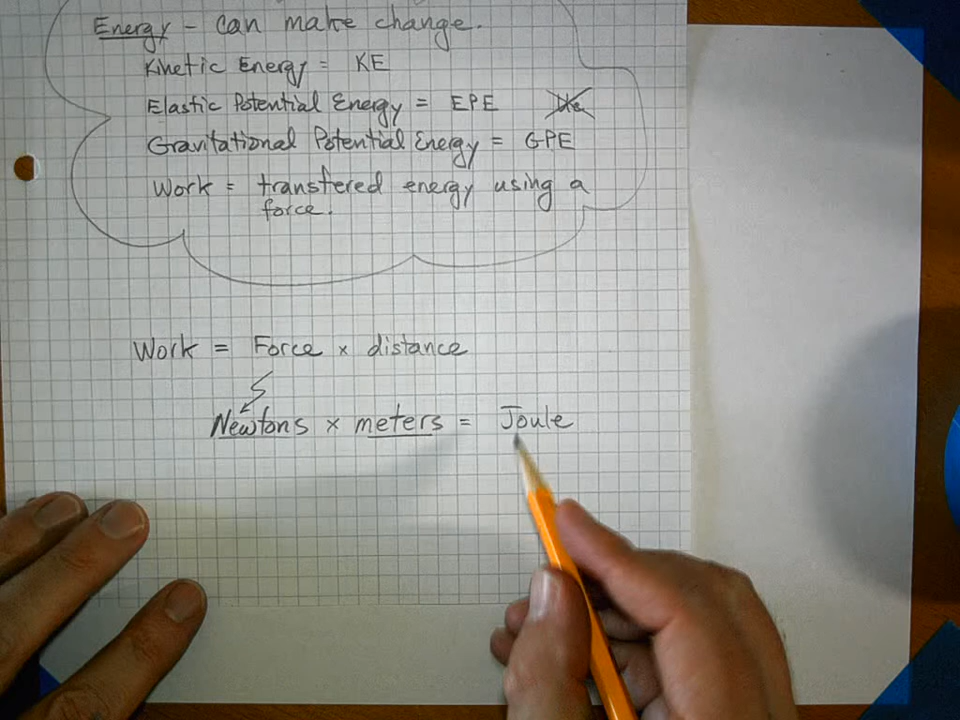 Energy - can make change.
Kinetic Energy = KE
Elastic Potential Energy = EPE
Gravitational Potential Energy = GPE
Work = transfered energy using a
force.
Work = Force x distance
Newtons x meters = Joule